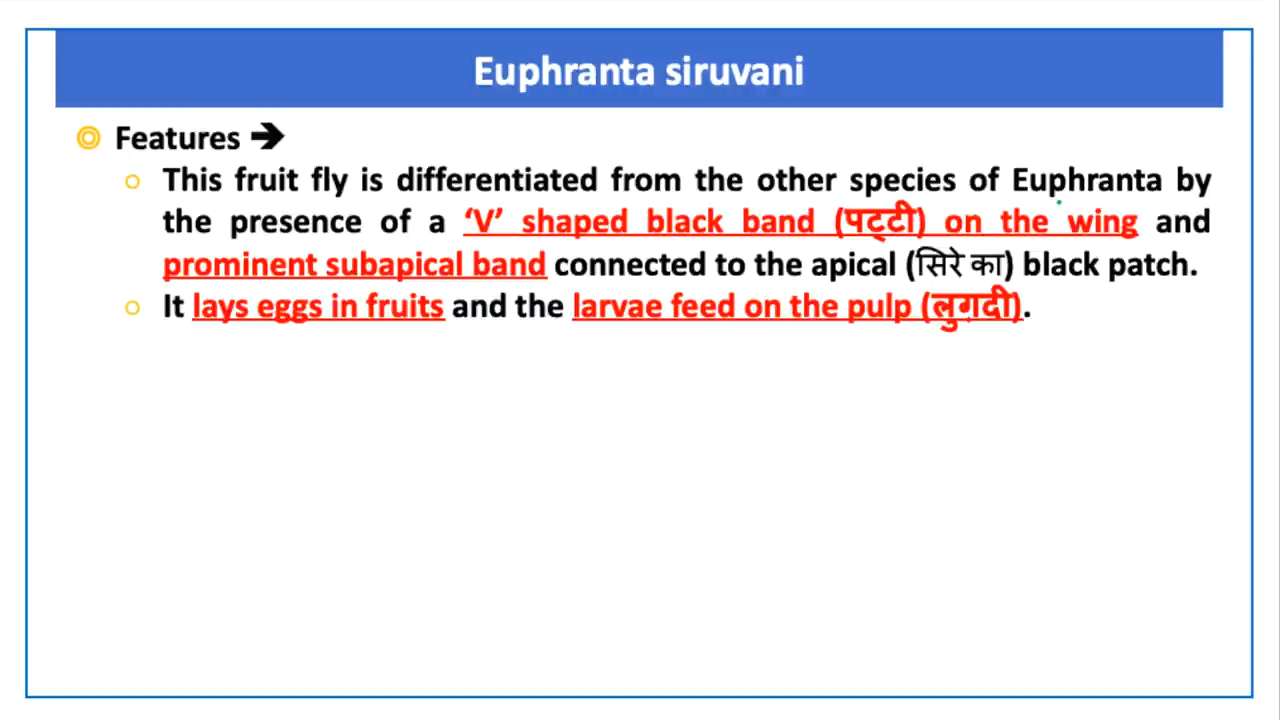 Euphranta siruvani
Features ➔
This fruit fly is differentiated from the other species of Euphranta by
the presence of a ‘V’ shaped black band (पट्टी) on the wing and
prominent subapical band connected to the apical (सिरे का) black patch.
It lays eggs in fruits and the larvae feed on the pulp (लुगदी).